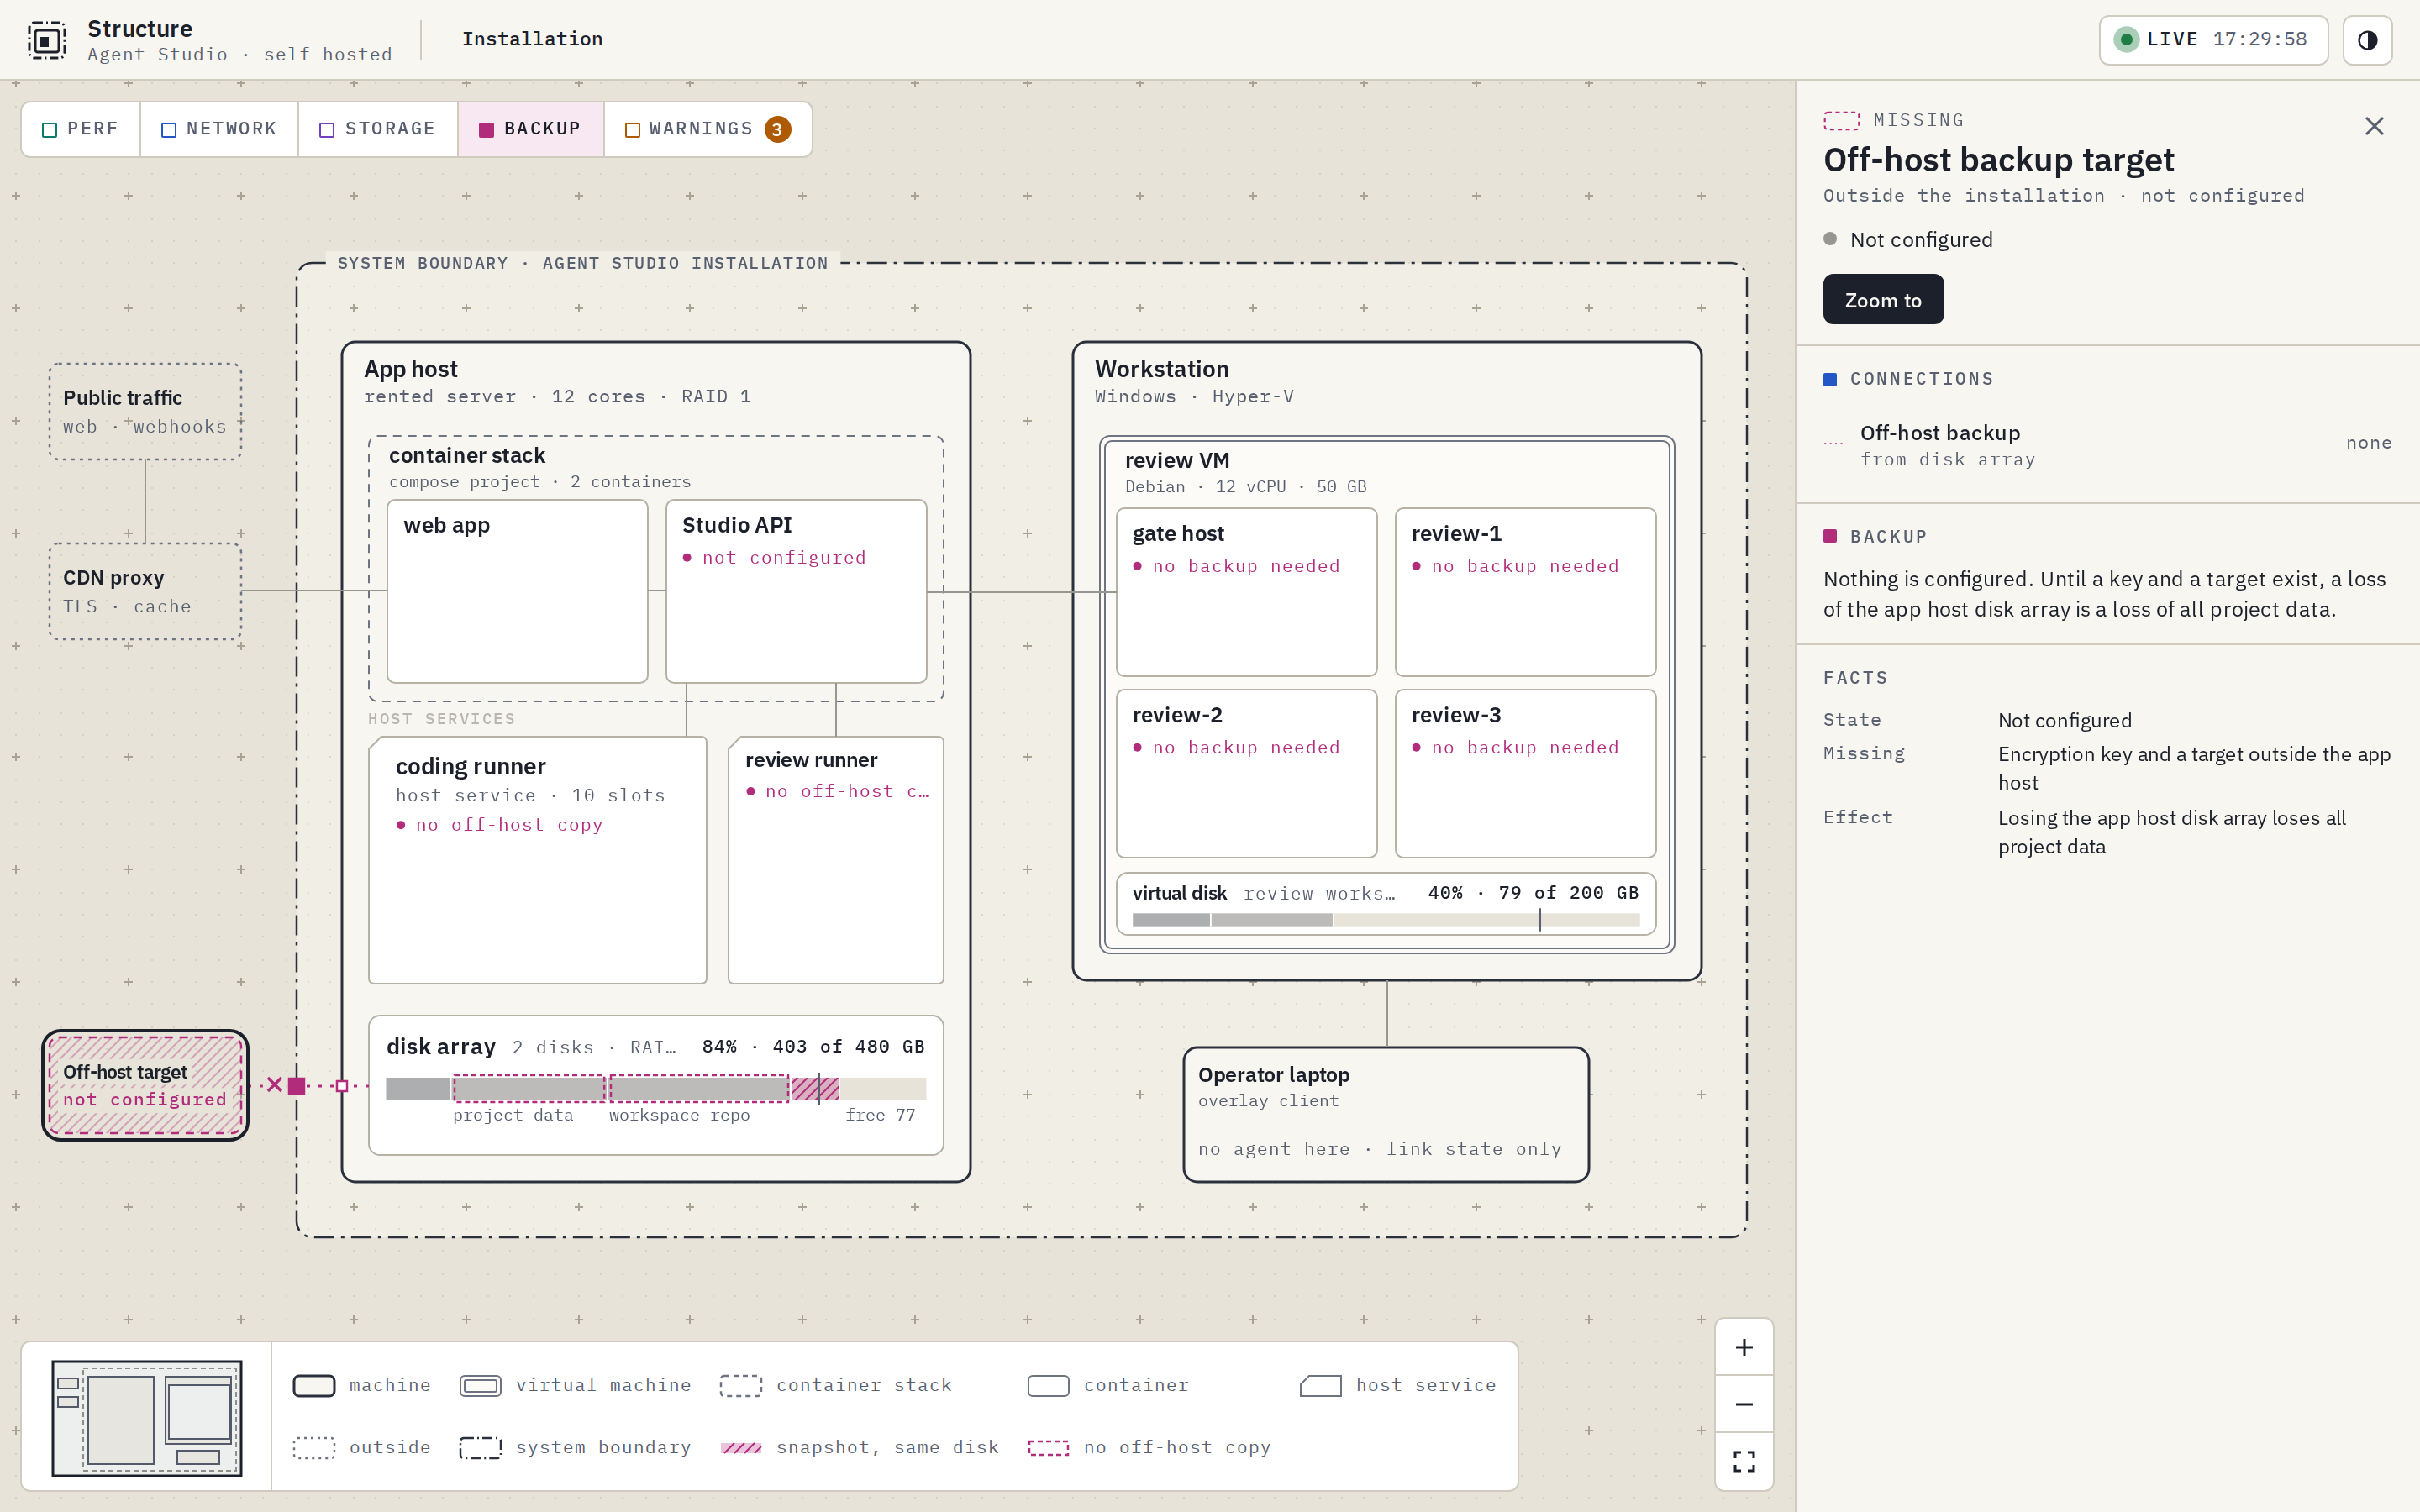 Structure
Agent Studio · self-hosted
Installation
LIVE 17:29:58
PERF
NETWORK
STORAGE
BACKUP
WARNINGS 3
SYSTEM BOUNDARY · AGENT STUDIO INSTALLATION
Public traffic
web · webhooks
CDN proxy
TLS · cache
Off-host target
not configured
App host
rented server · 12 cores · RAID 1
container stack
compose project · 2 containers
web app
Studio API
not configured
HOST SERVICES
coding runner
host service · 10 slots
no off-host copy
review runner
no off-host c…
disk array 2 disks · RAI… 84% · 403 of 480 GB
project data workspace repo free 77
Workstation
Windows · Hyper-V
review VM
Debian · 12 vCPU · 50 GB
gate host
no backup needed
review-1
no backup needed
review-2
no backup needed
review-3
no backup needed
virtual disk review works… 40% · 79 of 200 GB
Operator laptop
overlay client
no agent here · link state only
machine
virtual machine
container stack
container
host service
outside
system boundary
snapshot, same disk
no off-host copy
MISSING
Off-host backup target
Outside the installation · not configured
Not configured
Zoom to
CONNECTIONS
Off-host backup
from disk array
none
BACKUP
Nothing is configured. Until a key and a target exist, a loss
of the app host disk array is a loss of all project data.
FACTS
State Not configured
Missing Encryption key and a target outside the app
host
Effect Losing the app host disk array loses all
project data